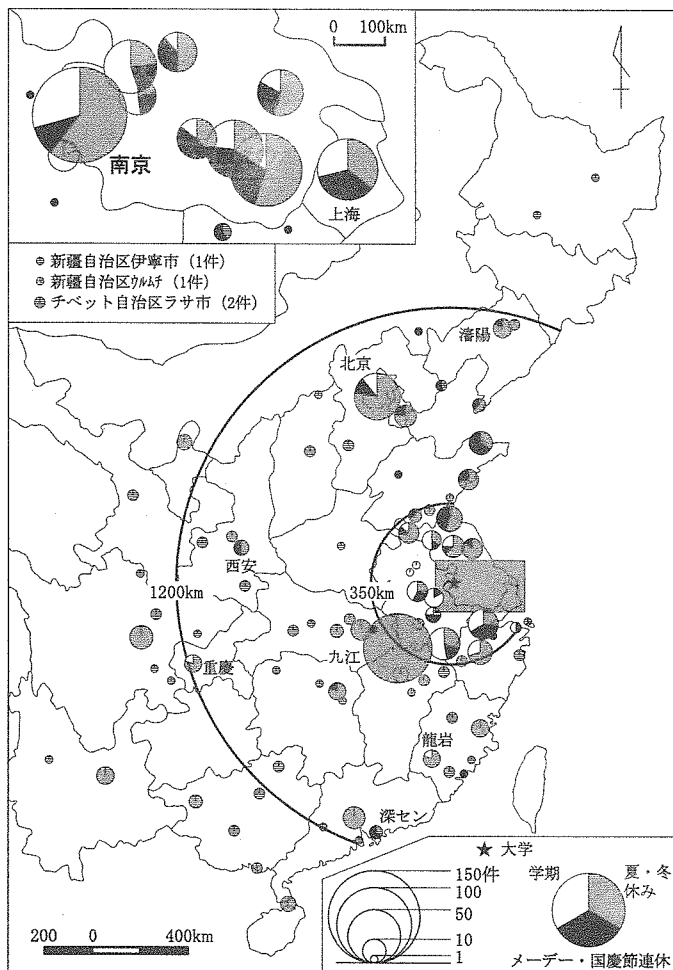 0 100km
南京
上海
新疆自治区伊寧市 (1件)
新疆自治区ウルムチ (1件)
チベット自治区ラサ市 (2件)
瀋陽
北京
西安
1200km
350km
九江
重慶
龍岩
深セン
★ 大学
150件
100
50
10
1
学期
夏・冬
休み
メーデー・国慶節連休
200 0 400km